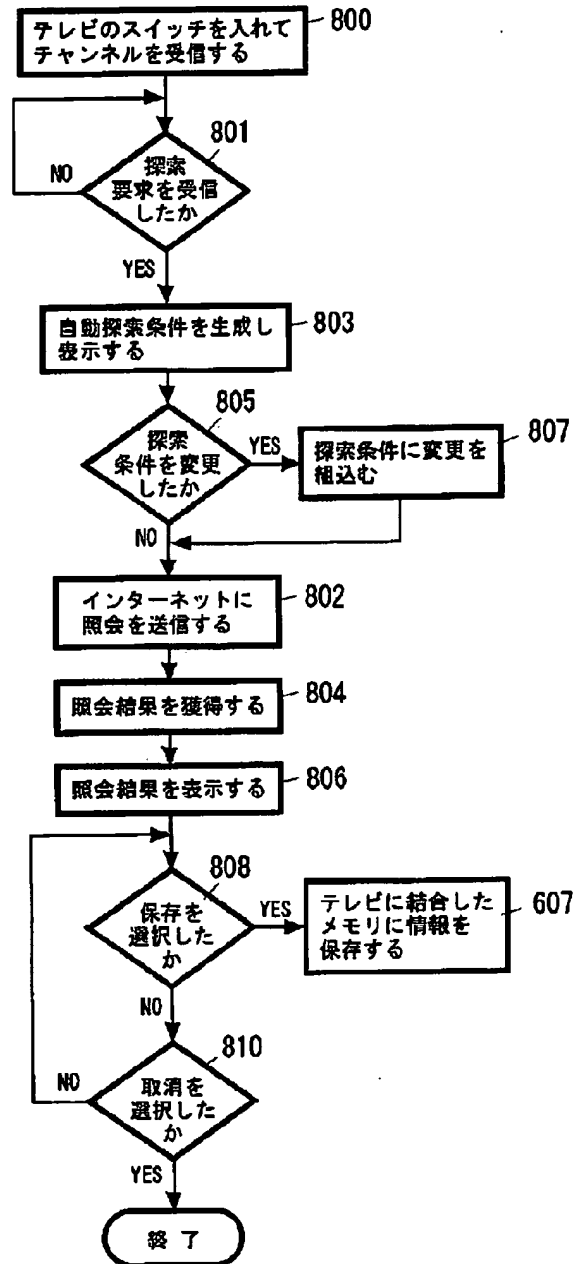 テレビのスイッチを入れて
チャンネルを受信する
800
801
探索
要求を受信
したか
NO
YES
自動探索条件を生成し
表示する
803
805
探索
条件を変更
したか
YES
探索条件に変更を
組込む
807
NO
インターネットに
照会を送信する
802
照会結果を獲得する
804
照会結果を表示する
806
808
保存を
選択した
か
YES
テレビに結合した
メモリに情報を
保存する
607
NO
810
取消を
選択した
か
NO
YES
終了